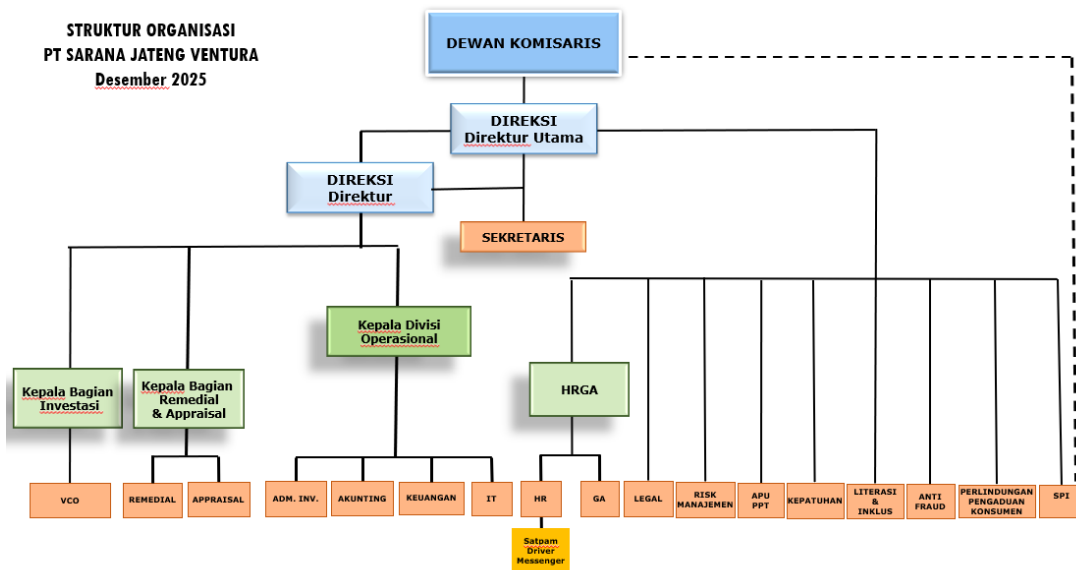 STRUKTUR ORGANISASI
PT SARANA JATENG VENTURA
Desember 2025
DEWAN KOMISARIS
DIREKSI
Direktur Utama
DIREKSI
Direktur
SEKRETARIS
Kepala Divisi
Operasional
Kepala Bagian
Investasi
Kepala Bagian
Remedial
& Appraisal
HRGA
VCO
REMEDIAL
APPRAISAL
ADM. INV.
AKUNTING
KEUANGAN
IT
HR
GA
LEGAL
RISK
MANAJEMEN
APU
PPT
KEPATUHAN
LITERASI
&
INKLUS
ANTI
FRAUD
PERLINDUNGAN
PENGADUAN
KONSUMEN
SPI
Satpam
Driver
Messenger